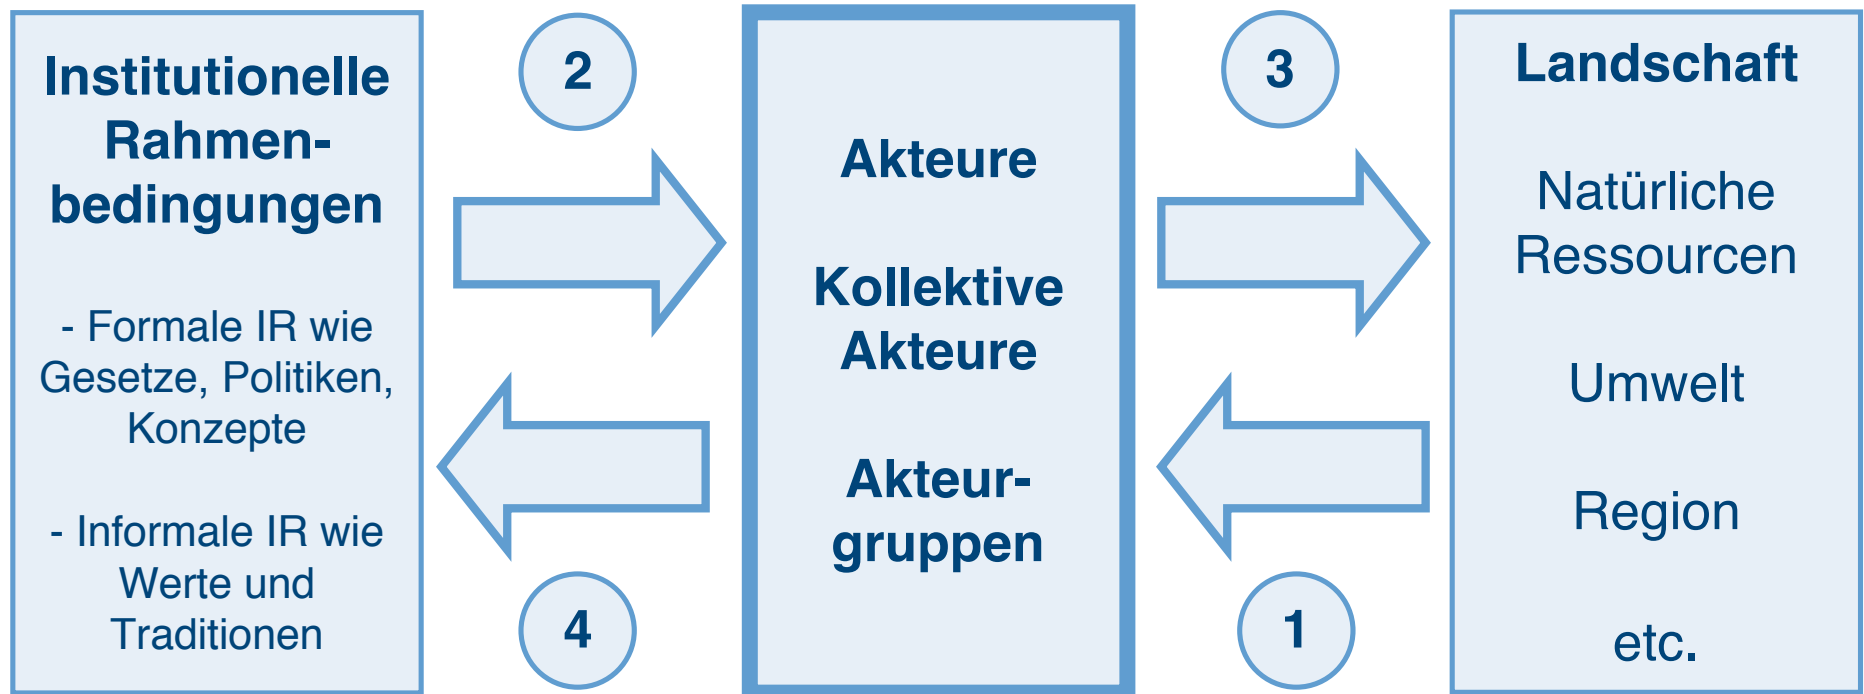 Institutionelle
Rahmen-
bedingungen
- Formale IR wie
Gesetze, Politiken,
Konzepte
- Informale IR wie
Werte und
Traditionen
2
4
Akteure
Kollektive
Akteure
Akteur-
gruppen
3
1
Landschaft
Natürliche
Ressourcen
Umwelt
Region
etc.